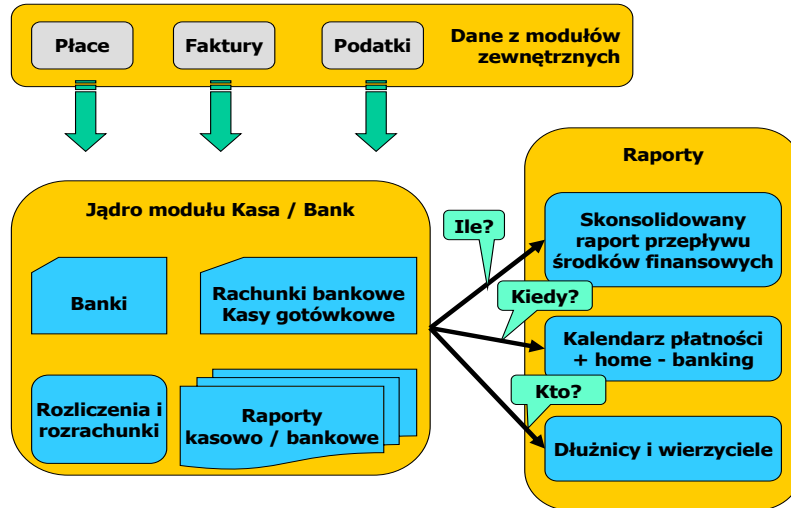 Płace
Faktury
Podatki
Dane z modułów
zewnętrznych
Jądro modułu Kasa / Bank
Banki
Rachunki bankowe
Kasy gotówkowe
Rozliczenia i
rozrachunki
Raporty
kasowo / bankowe
Ile?
Kiedy?
Kto?
Raporty
Skonsolidowany
raport przepływu
środków finansowych
Kalendarz płatności
+ home - banking
Dłużnicy i wierzyciele